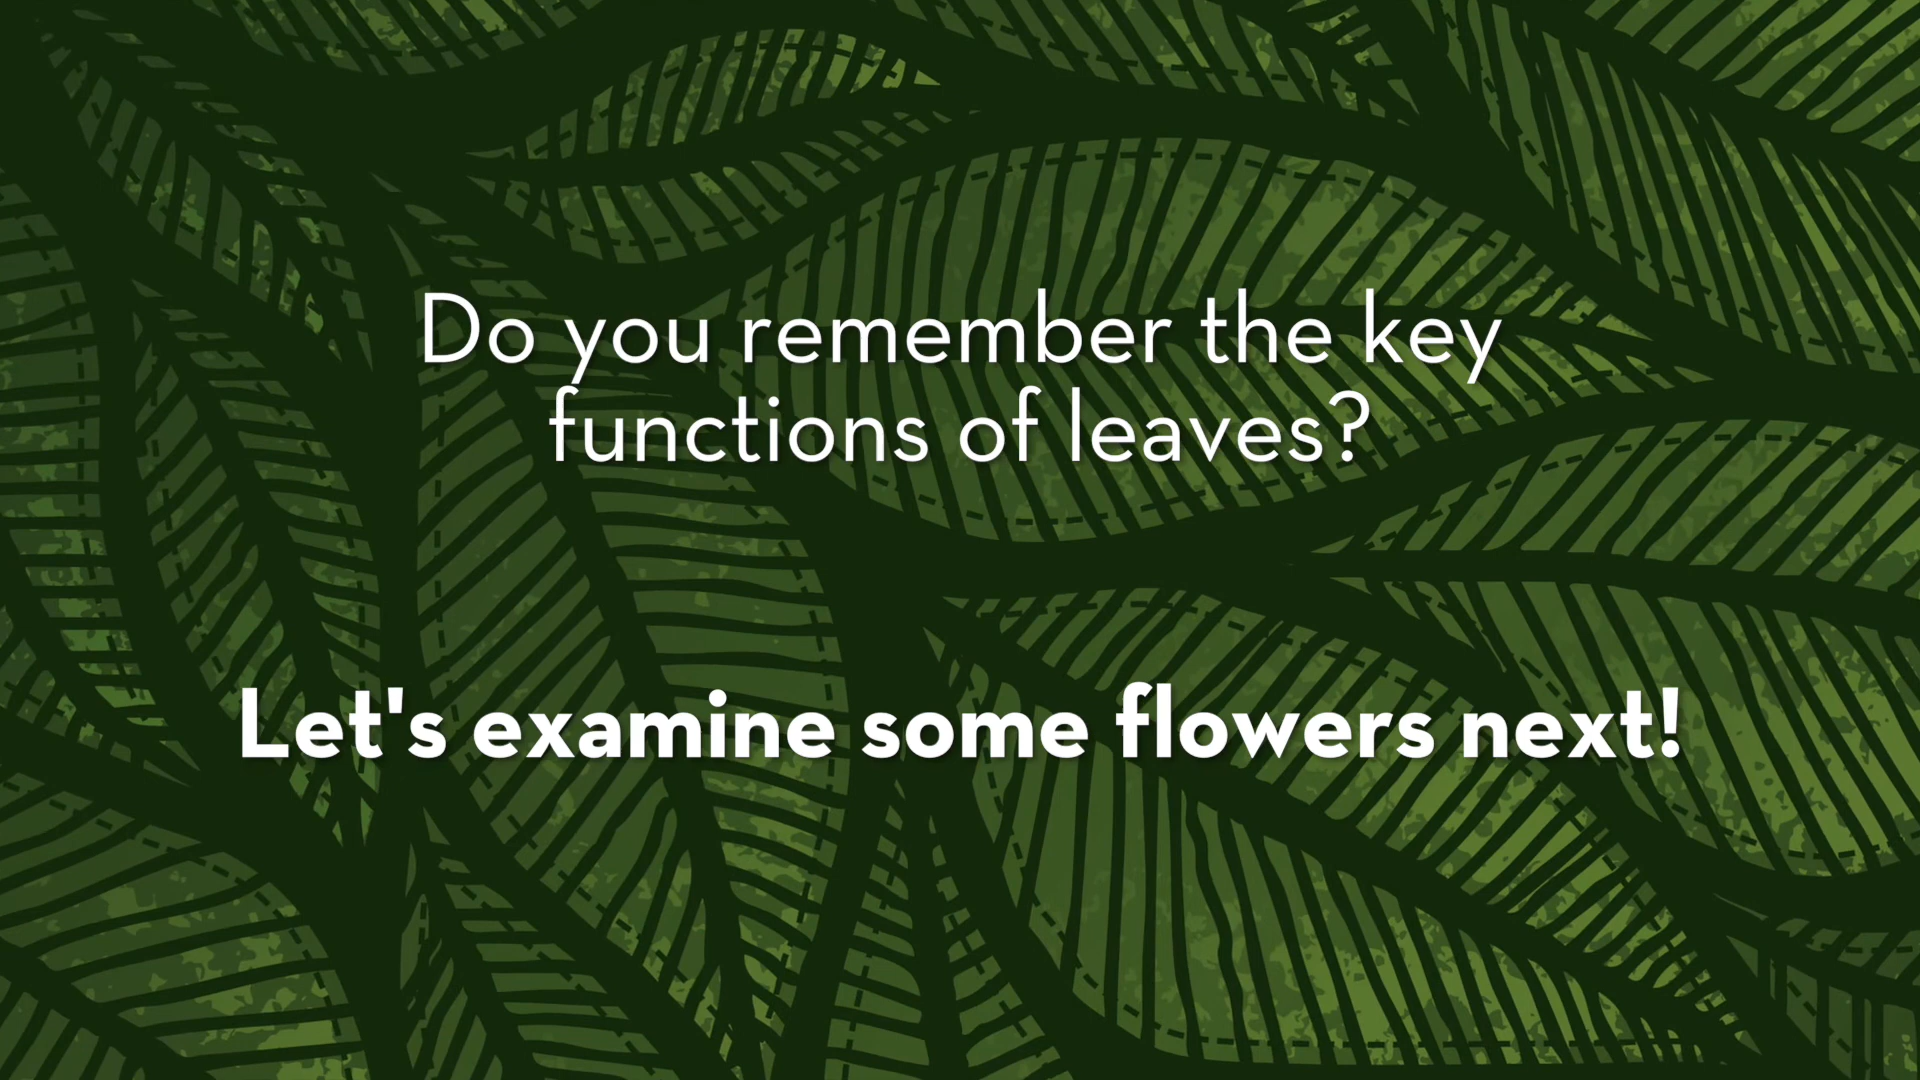 Do you remember the key
functions of leaves?
Let's examine some flowers next!